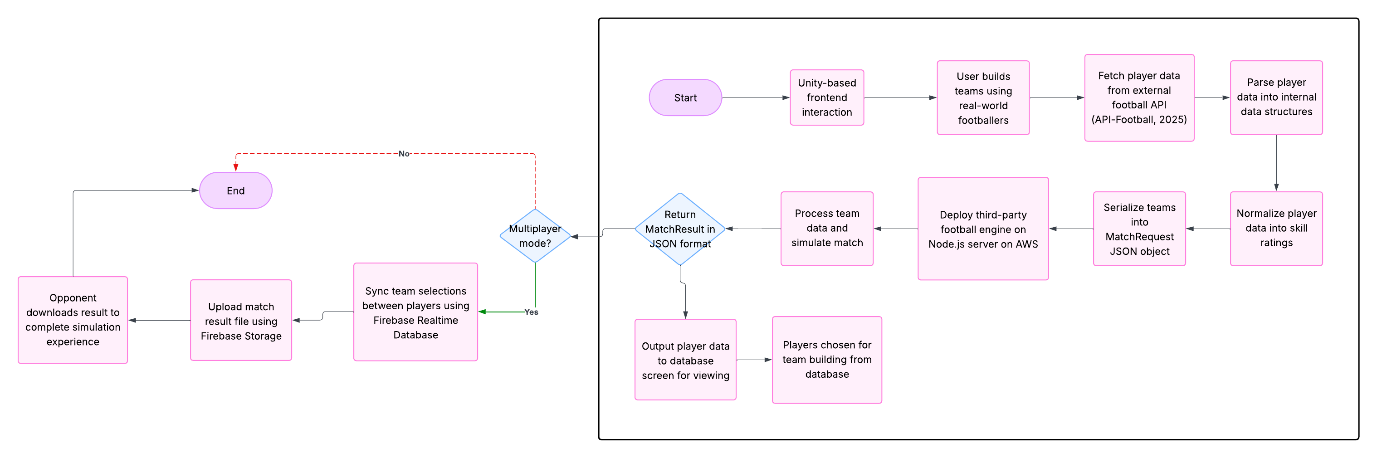 Start
Unity-based
frontend
interaction
User builds
teams using
real-world
footballers
Fetch player data
from external
football API
(API-Football, 2025)
Parse player
data into internal
data structures
Normalize player
data into skill
ratings
Serialize teams
into
MatchRequest
JSON object
Deploy third-party
football engine on
Node.js server on AWS
Process team
data and
simulate match
Return
MatchResult in
JSON format
Output player data
to database
screen for viewing
Players chosen for
team building from
database
Multiplayer
mode?
No
Yes
Sync team selections
between players using
Firebase Realtime
Database
Upload match
result file using
Firebase Storage
Opponent
downloads result to
complete simulation
experience
End